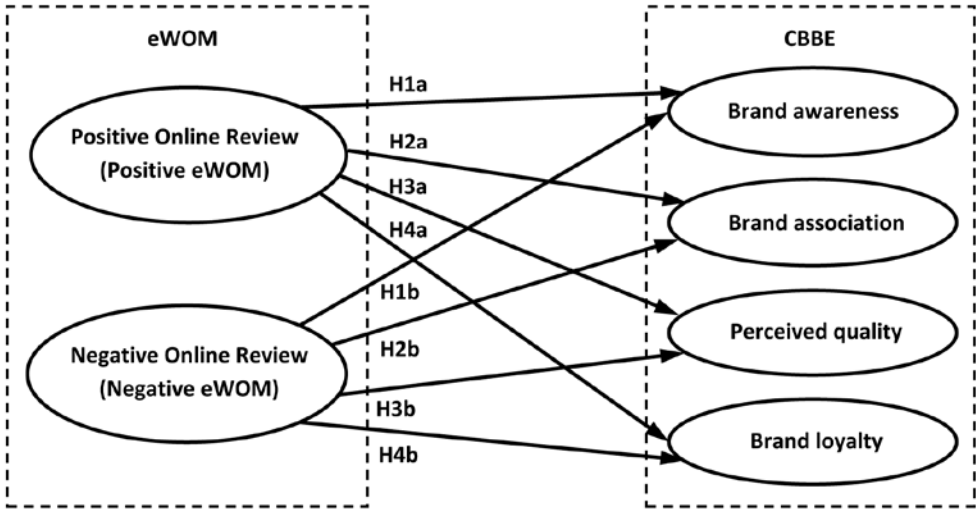 eWOM
CBBE
Positive Online Review
(Positive eWOM)
Negative Online Review
(Negative eWOM)
H1a
H2a
H3a
H4a
H1b
H2b
H3b
H4b
Brand awareness
Brand association
Perceived quality
Brand loyalty